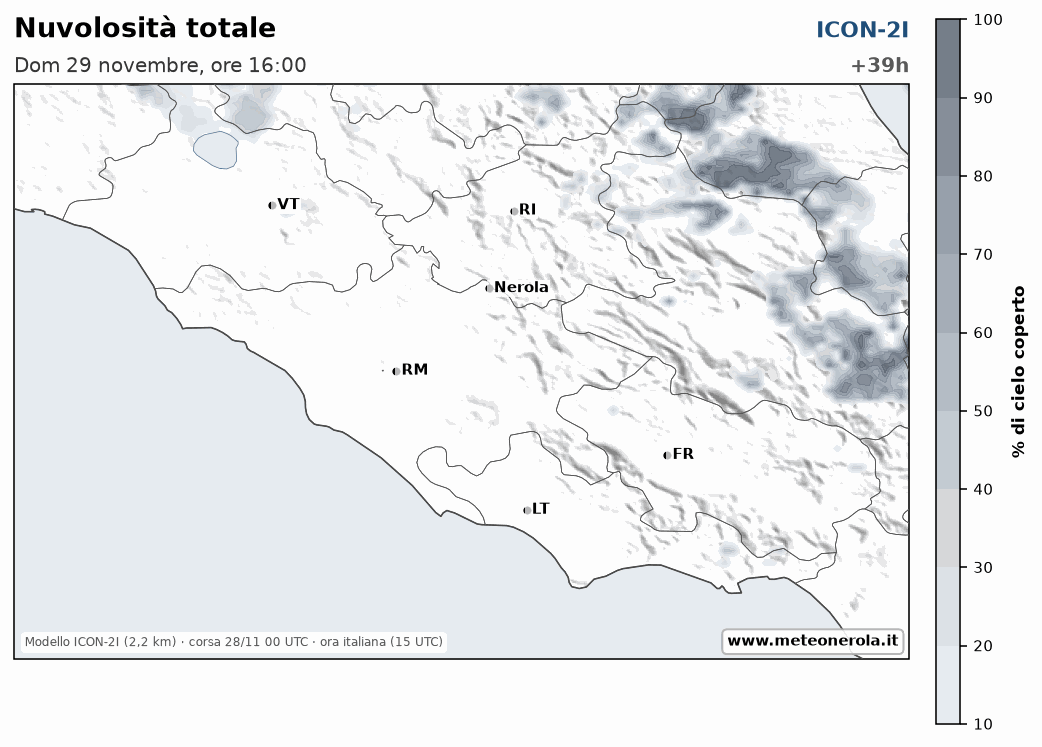 Nuvolosità totale
ICON-2I
Dom 29 novembre, ore 16:00
+39h
VT
RI
Nerola
RM
FR
LT
Modello ICON-2I (2,2 km) · corsa 28/11 00 UTC · ora italiana (15 UTC)
www.meteonerola.it
100
90
80
70
60
50
40
30
20
10
% di cielo coperto